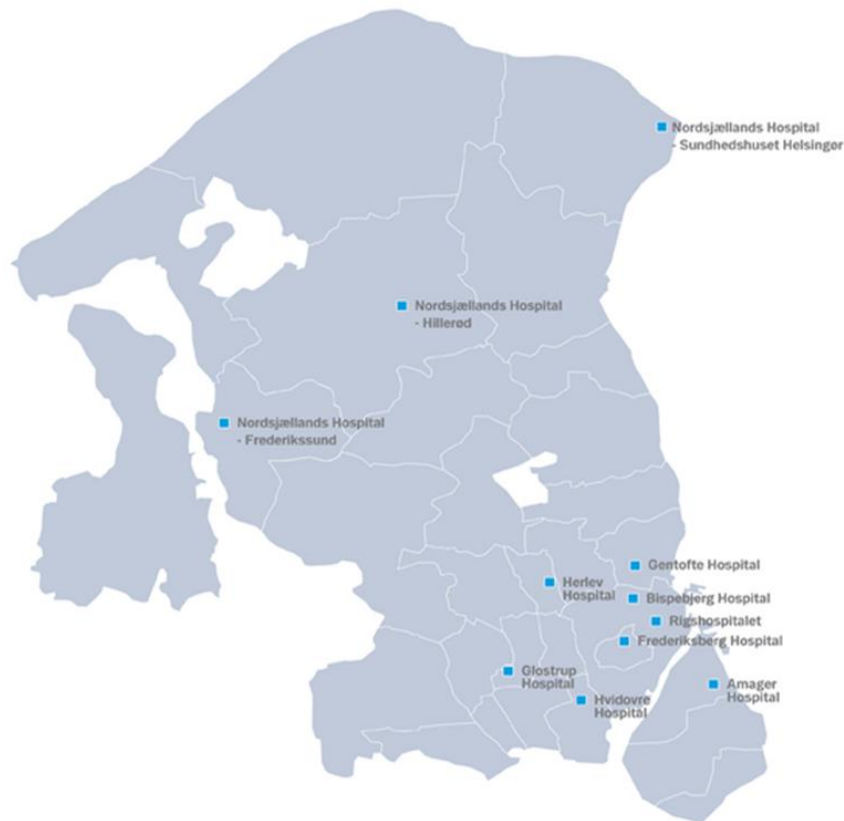 Nordsjællands Hospital
- Sundhedshuset Helsingør
Nordsjællands Hospital
- Hillerød
Nordsjællands Hospital
- Frederikssund
Gentofte Hospital
Herlev
Hospital
Bispebjerg Hospital
Rigshospitalet
Frederiksberg Hospital
Glostrup
Hospital
Amager
Hospital
Hvidovre
Hospital